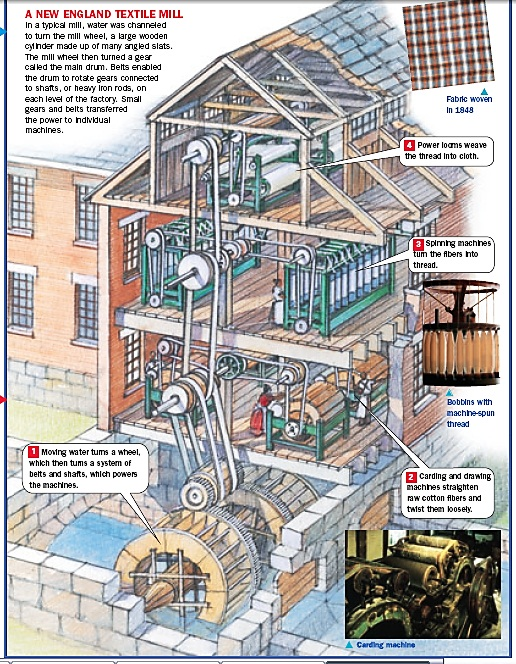 A NEW ENGLAND TEXTILE MILL
In a typical mill, water was channeled
to turn the mill wheel, a large wooden
cylinder made up of many angled slats.
The mill wheel then turned a gear
called the main drum. Belts enabled
the drum to rotate gears connected
to shafts, or heavy iron rods, on
each level of the factory. Small
gears and belts transferred
the power to individual
machines.
Fabric woven
in 1848
4 Power looms weave
the thread into cloth.
3 Spinning machines
turn the fibers into
thread.
Bobbins with
machine-spun
thread
1 Moving water turns a wheel,
which then turns a system of
belts and shafts, which powers
the machines.
2 Carding and drawing
machines straighten
raw cotton fibers and
twist them loosely.
Carding machine